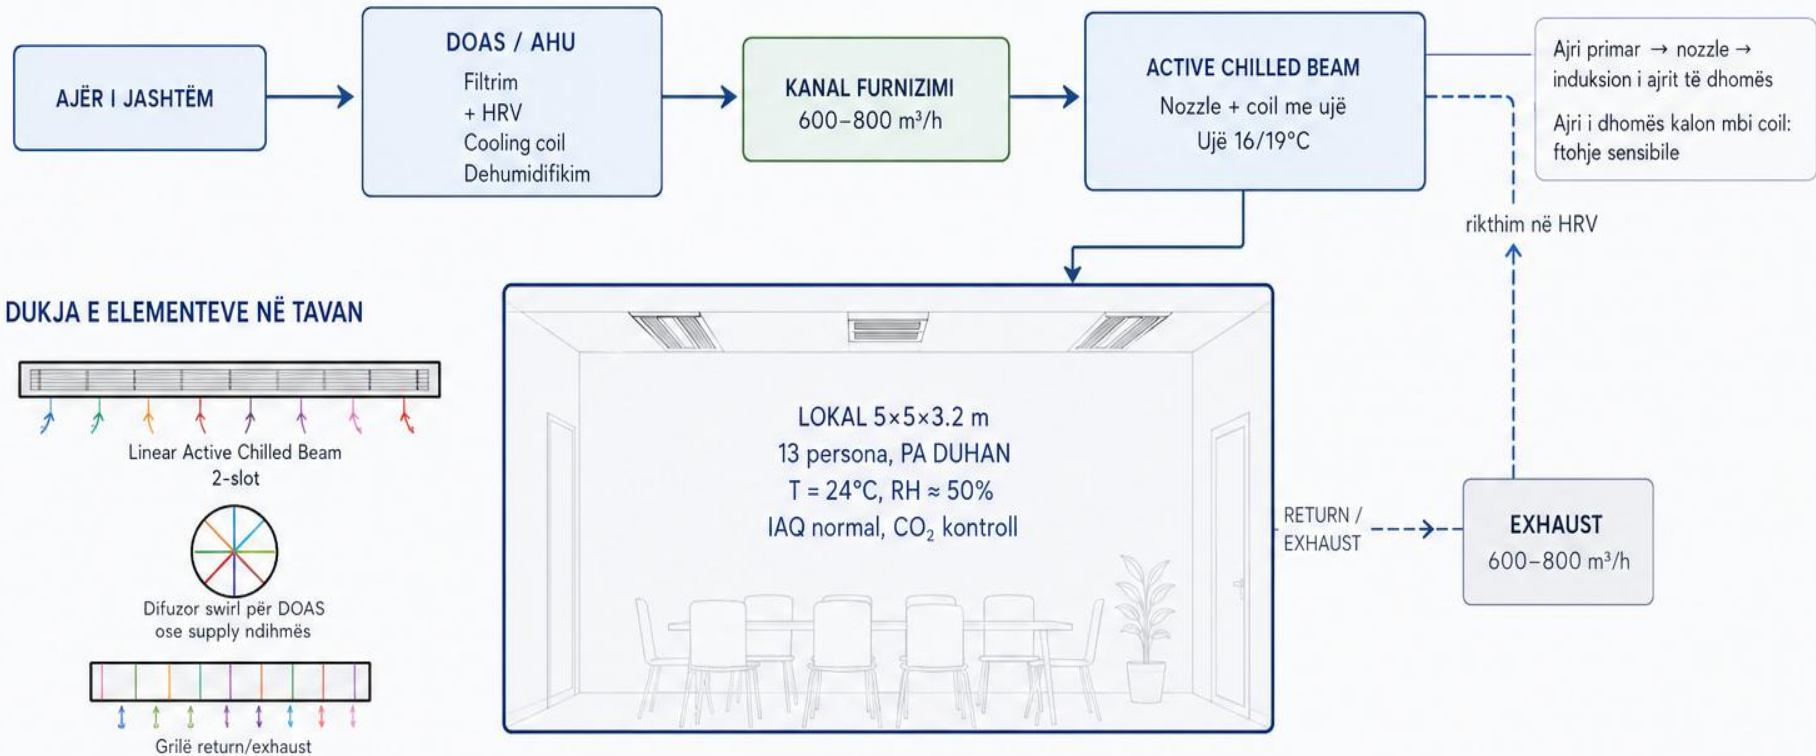 AJËR I JASHTËM
DOAS / AHU
Filtrim
+ HRV
Cooling coil
Dehumidifikim
KANAL FURNIZIMI
600–800 m³/h
ACTIVE CHILLED BEAM
Nozzle + coil me ujë
Ujë 16/19°C
Ajri primar → nozzle →
induksion i ajrit të dhomës
Ajri i dhomës kalon mbi coil:
ftohje sensibile
rikthim në HRV
DUKJA E ELEMENTEVE NË TAVAN
Linear Active Chilled Beam
2-slot
Difuzor swirl për DOAS
ose supply ndihmës
Grilë return/exhaust
LOKAL 5×5×3.2 m
13 persona, PA DUHAN
T = 24°C, RH ≈ 50%
IAQ normal, CO₂ kontroll
RETURN /
EXHAUST
EXHAUST
600–800 m³/h